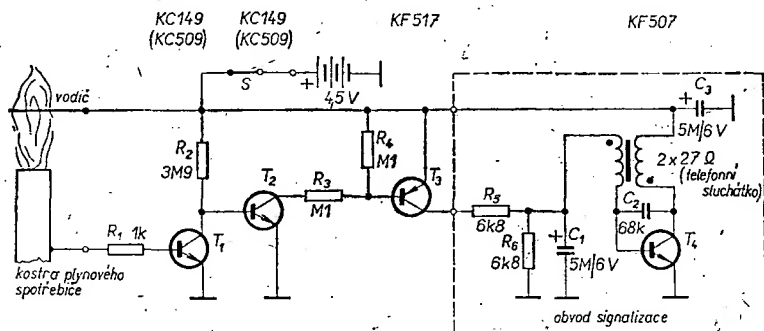 KC149
(KC509)
KC149
(KC509)
KF517
KF507
vodič
S
+
4,5 V
R2
3M9
R4
M1
T2
R3
M1
T3
R1 1k
T1
kostra plynového
spotřebiče
R5
6k8
R6
6k8
+
C1
5M/6 V
+
C3
5M/6 V
2 x 27 Ω
(telefonní
sluchátko)
C2
68k
T4
obvod signalizace